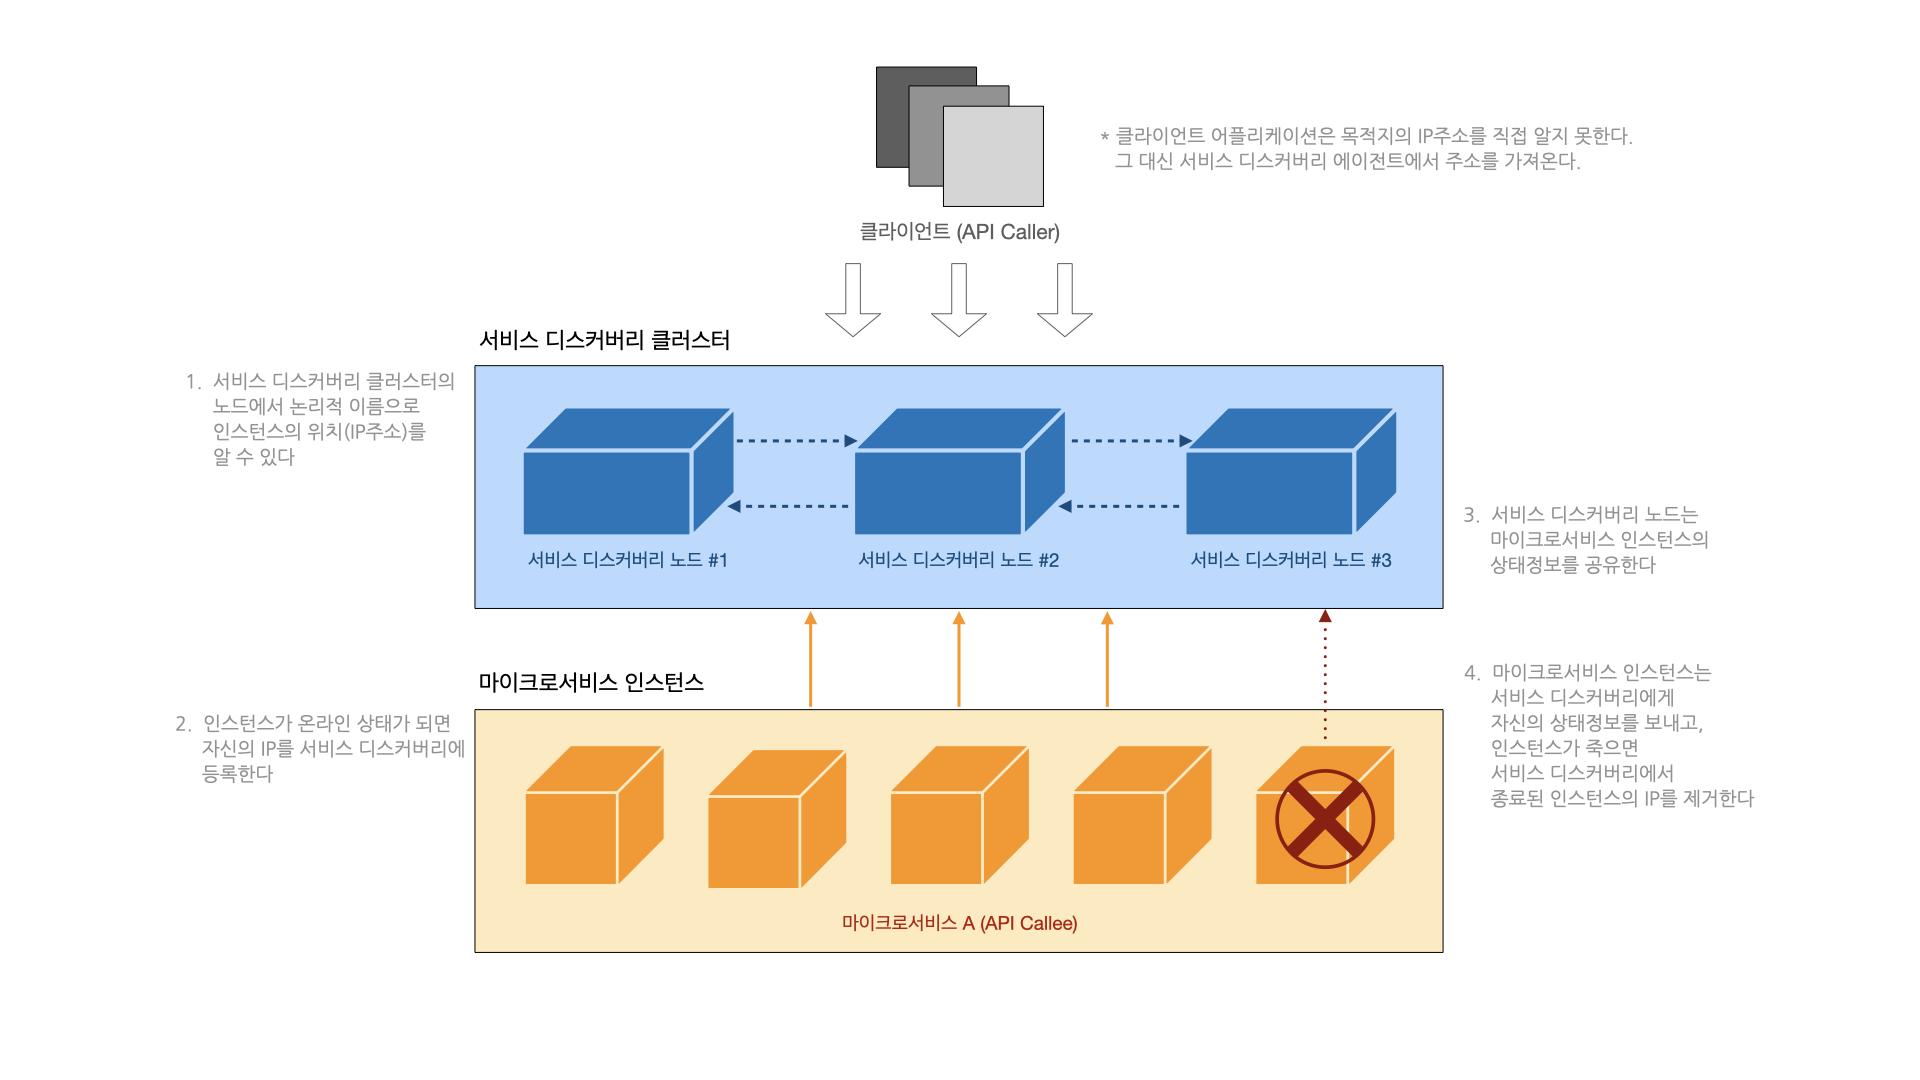 * 클라이언트 어플리케이션은 목적지의 IP주소를 직접 알지 못한다.
그 대신 서비스 디스커버리 에이전트에서 주소를 가져온다.
클라이언트 (API Caller)
서비스 디스커버리 클러스터
1. 서비스 디스커버리 클러스터의
노드에서 논리적 이름으로
인스턴스의 위치(IP주소)를
알 수 있다
서비스 디스커버리 노드 #1
서비스 디스커버리 노드 #2
서비스 디스커버리 노드 #3
3. 서비스 디스커버리 노드는
마이크로서비스 인스턴스의
상태정보를 공유한다
마이크로서비스 인스턴스
2. 인스턴스가 온라인 상태가 되면
자신의 IP를 서비스 디스커버리에
등록한다
4. 마이크로서비스 인스턴스는
서비스 디스커버리에게
자신의 상태정보를 보내고,
인스턴스가 죽으면
서비스 디스커버리에서
종료된 인스턴스의 IP를 제거한다
마이크로서비스 A (API Callee)